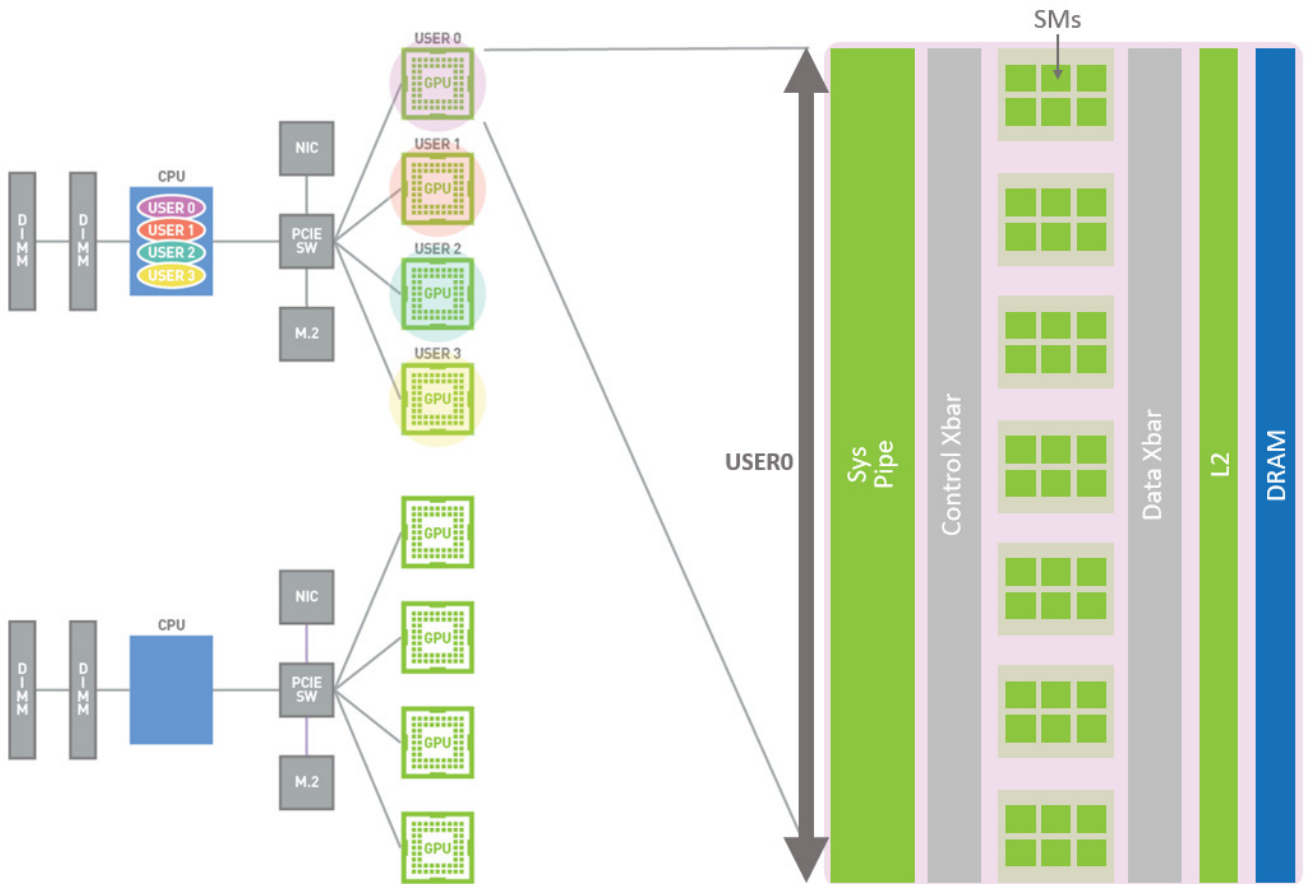 USER 0
GPU
USER 1
GPU
USER 2
GPU
USER 3
GPU
NIC
PCIE
SW
M.2
CPU
USER 0
USER 1
USER 2
USER 3
DIMM
DIMM
GPU
GPU
GPU
GPU
NIC
PCIE
SW
M.2
CPU
DIMM
DIMM
SMs
USER0
Sys
Pipe
Control Xbar
Data Xbar
L2
DRAM